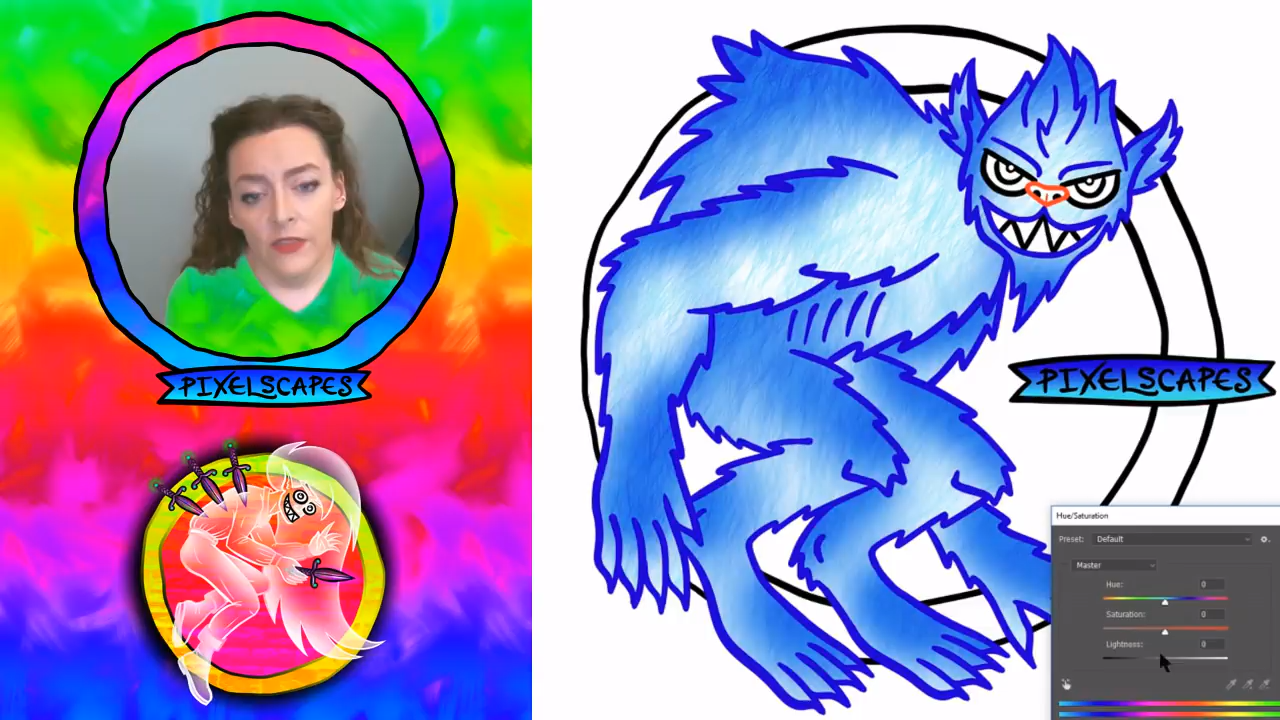 PIXELSCAPES
PIXELSCAPES
Hue/Saturation
Preset: Default
Master
Hue: 0
Saturation: 0
Lightness: 0